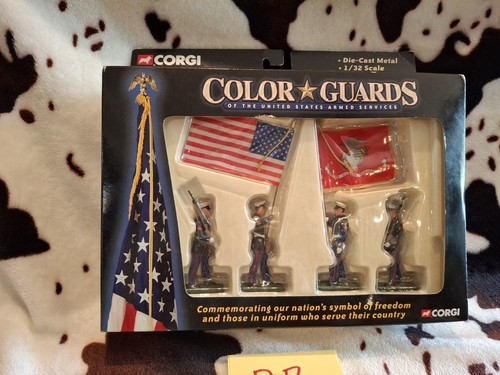 CORGI
• Die-Cast Metal
• 1/32 Scale
COLOR★GUARDS
OF THE UNITED STATES ARMED SERVICES
Commemorating our nation's symbol of freedom
and those in uniform who serve their country
CORGI